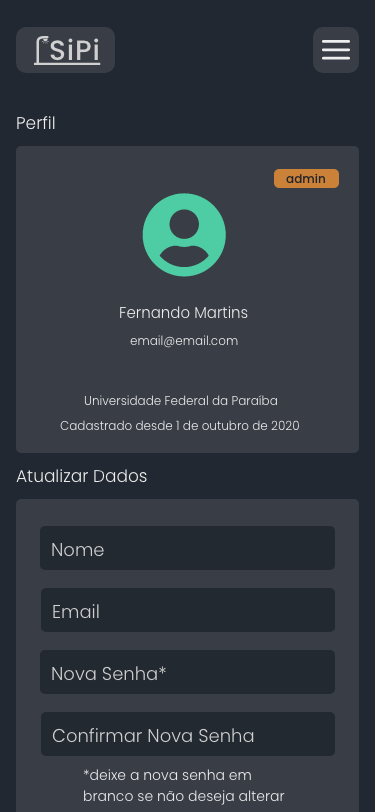 SiPi
Perfil
admin
Fernando Martins
email@email.com
Universidade Federal da Paraíba
Cadastrado desde 1 de outubro de 2020
Atualizar Dados
Nome
Email
Nova Senha*
Confirmar Nova Senha
*deixe a nova senha em
branco se não deseja alterar